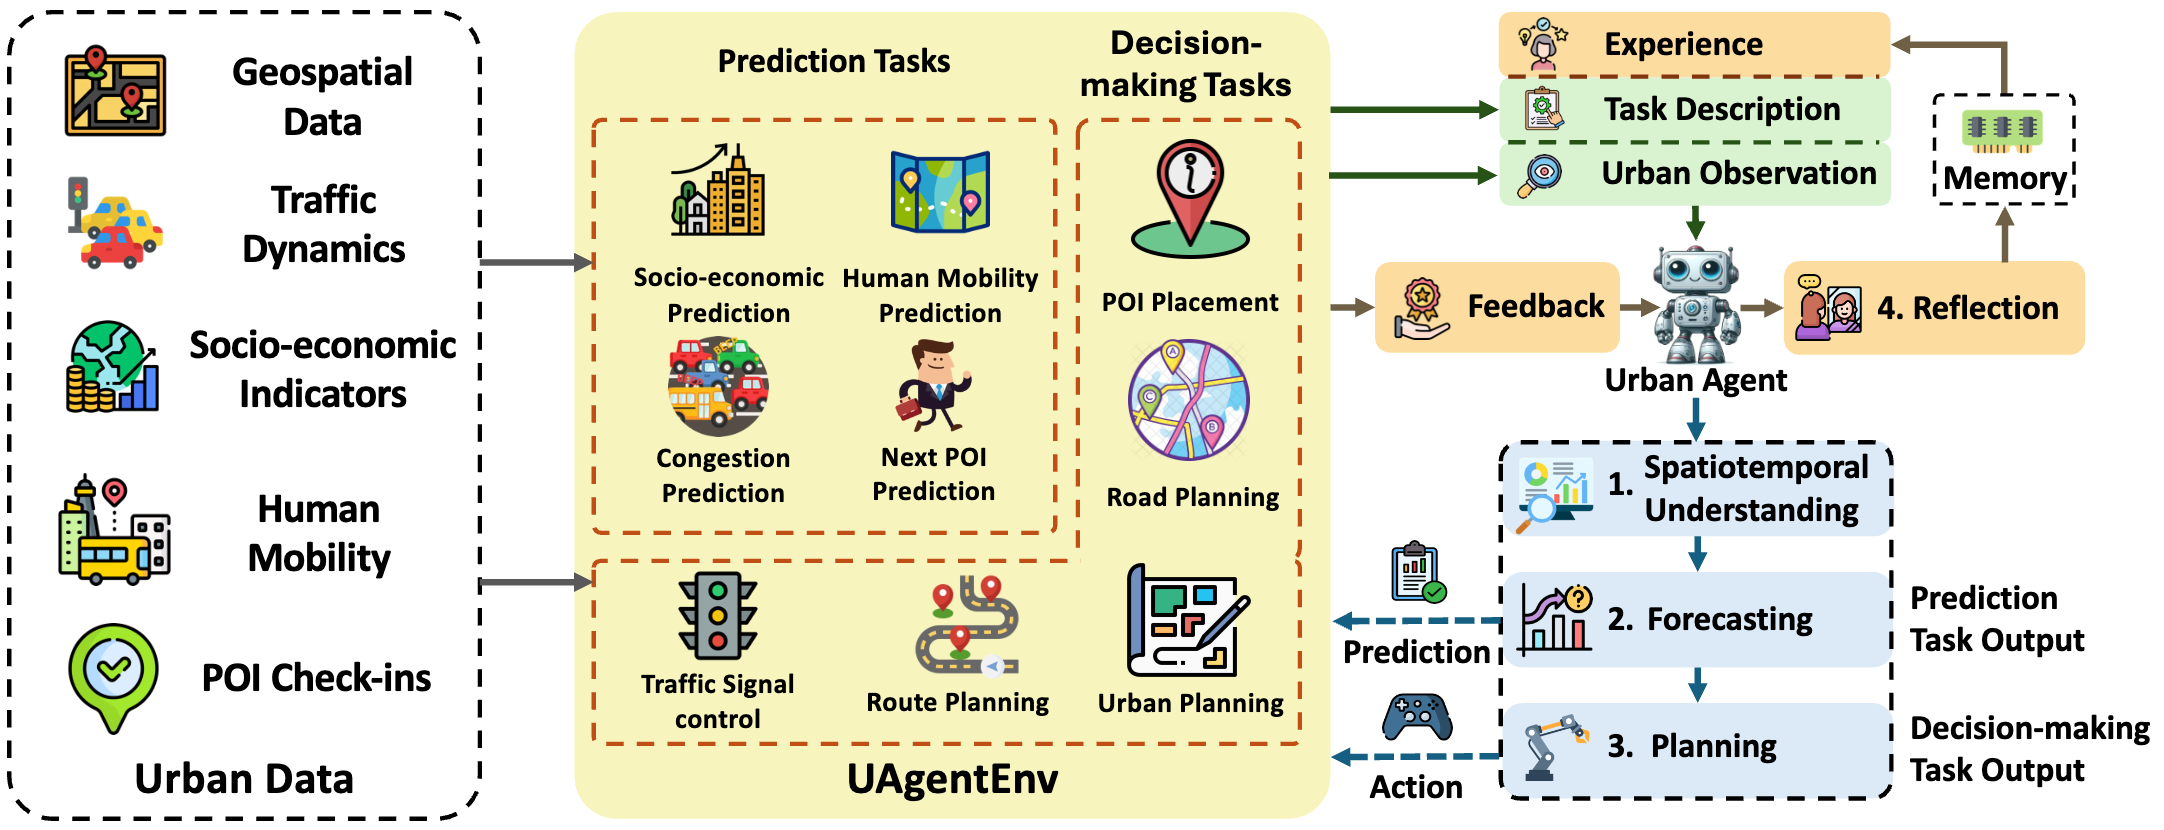 Geospatial
Data
Traffic
Dynamics
Socio-economic
Indicators
Human
Mobility
POI Check-ins
Urban Data
Prediction Tasks
Decision-
making Tasks
Socio-economic
Prediction
Human Mobility
Prediction
Congestion
Prediction
Next POI
Prediction
POI Placement
A
C
B
Road Planning
Traffic Signal
control
Route Planning
Urban Planning
UAgentEnv
Experience
Task Description
Urban Observation
Memory
Feedback
4. Reflection
Urban Agent
1. Spatiotemporal
Understanding
2. Forecasting
3. Planning
Prediction
Action
Prediction
Task Output
Decision-making
Task Output